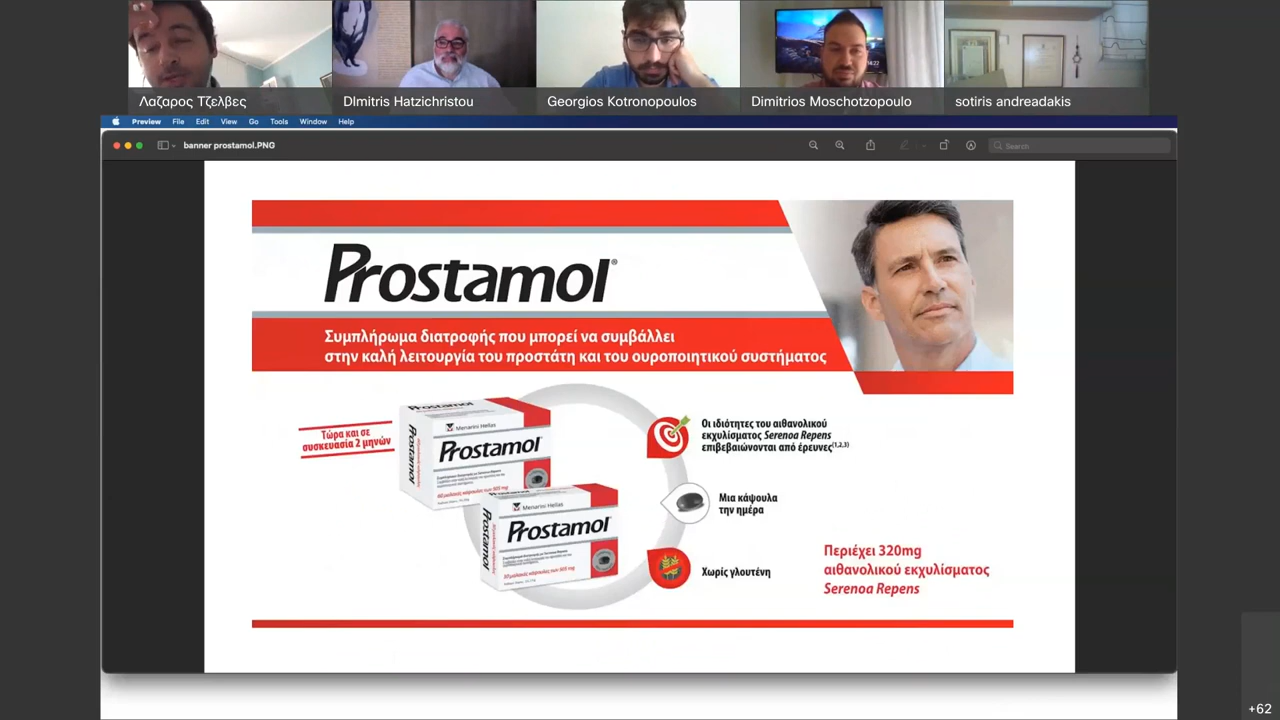 Λαζαρος Τζελβες
DImitris Hatzichristou
Georgios Kotronopoulos
Dimitrios Moschotzopoulo
sotiris andreadakis
Preview File Edit View Go Tools Window Help
banner prostamol.PNG
Search
Prostamol®
Συμπλήρωμα διατροφής που μπορεί να συμβάλλει
στην καλή λειτουργία του προστάτη και του ουροποιητικού συστήματος
Τώρα και σε
συσκευασία 2 μηνών
Prostamol
Menarini Hellas
Prostamol
Prostamol
Prostamol
Menarini Hellas
Prostamol
Prostamol
Οι ιδιότητες του αιθανολικού
εκχυλίσματος Serenoa Repens
επιβεβαιώνονται από έρευνες(1,2,3)
Μια κάψουλα
την ημέρα
Χωρίς γλουτένη
Περιέχει 320mg
αιθανολικού εκχυλίσματος
Serenoa Repens
+62